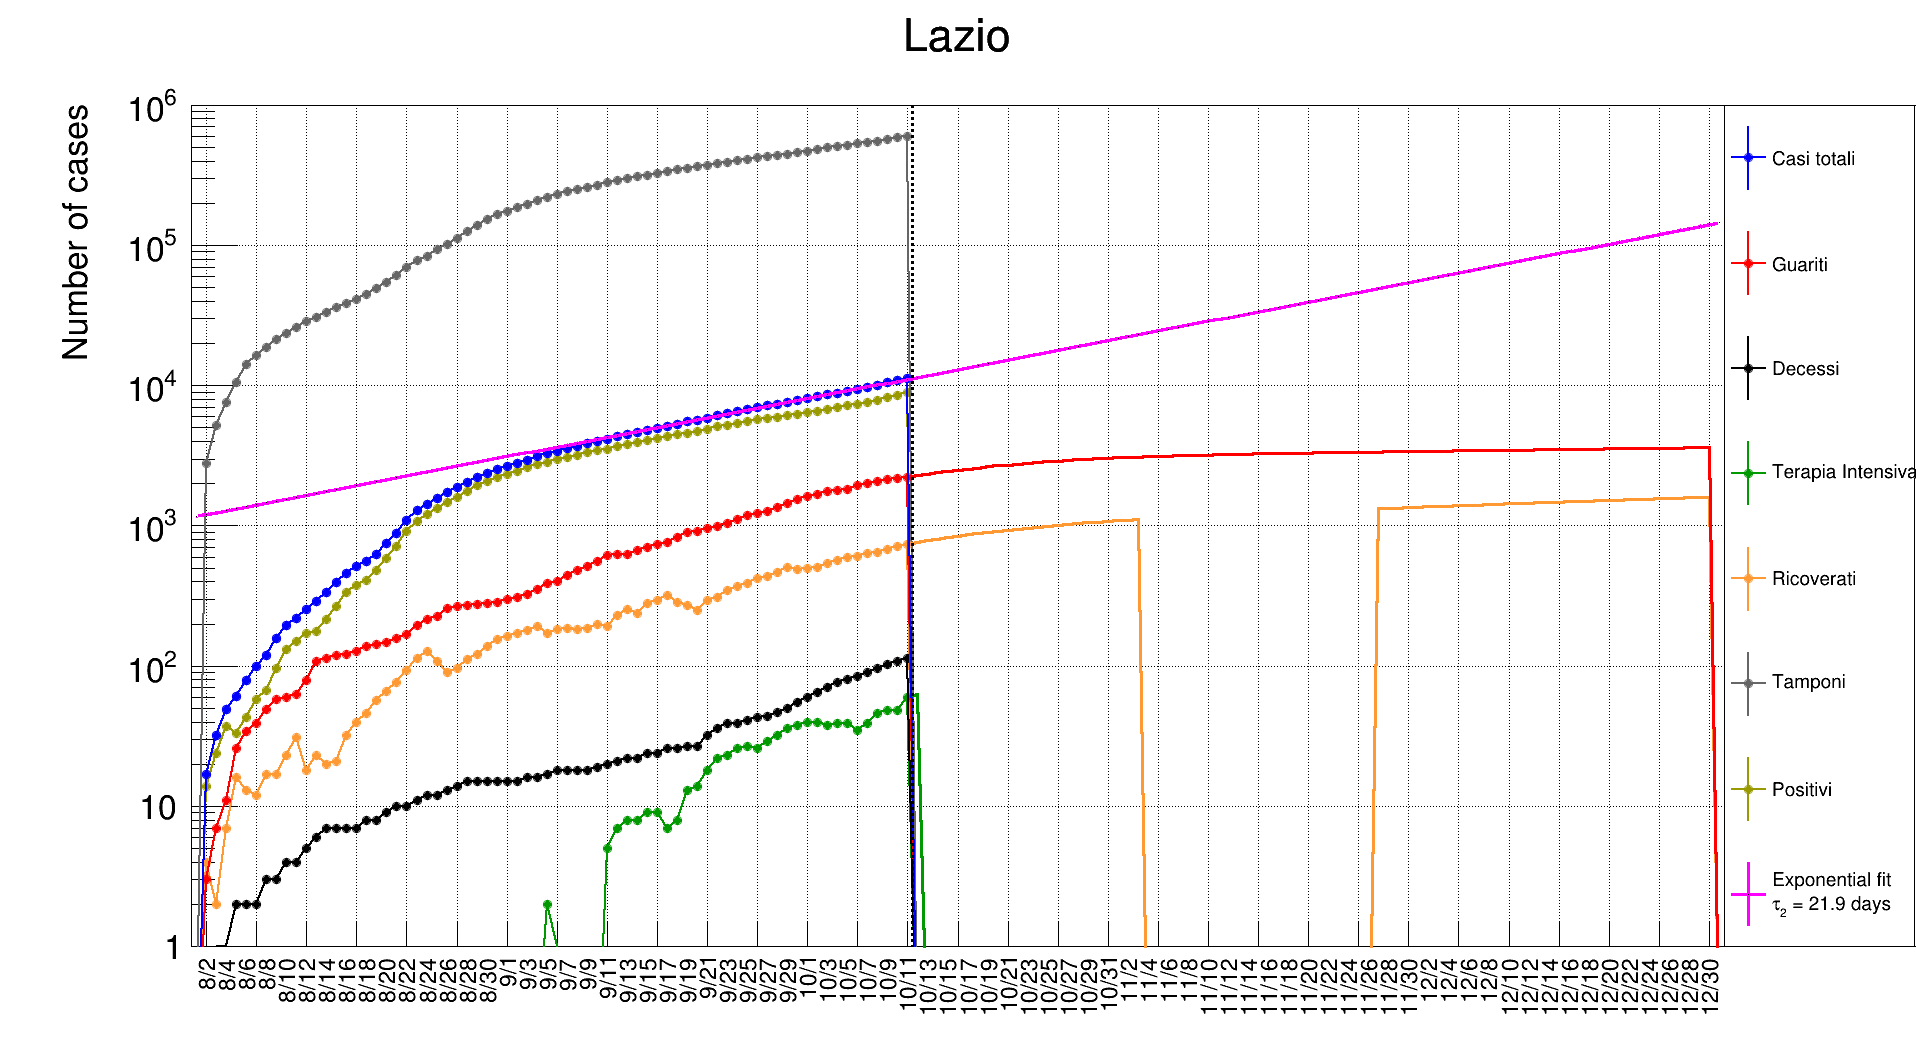 Lazio
Number of cases
10^6
10^5
10^4
10^3
10^2
10
1
8/2 8/4 8/6 8/8 8/10 8/12 8/14 8/16 8/18 8/20 8/22 8/24 8/26 8/28 8/30 9/1 9/3 9/5 9/7 9/9 9/11 9/13 9/15 9/17 9/19 9/21 9/23 9/25 9/27 9/29 10/1 10/3 10/5 10/7 10/9 10/11 10/13 10/15 10/17 10/19 10/21 10/23 10/25 10/27 10/29 10/31 11/2 11/4 11/6 11/8 11/10 11/12 11/14 11/16 11/18 11/20 11/22 11/24 11/26 11/28 11/30 12/2 12/4 12/6 12/8 12/10 12/12 12/14 12/16 12/18 12/20 12/22 12/24 12/26 12/28 12/30
Casi totali
Guariti
Decessi
Terapia Intensiva
Ricoverati
Tamponi
Positivi
Exponential fit
τ₂ = 21.9 days